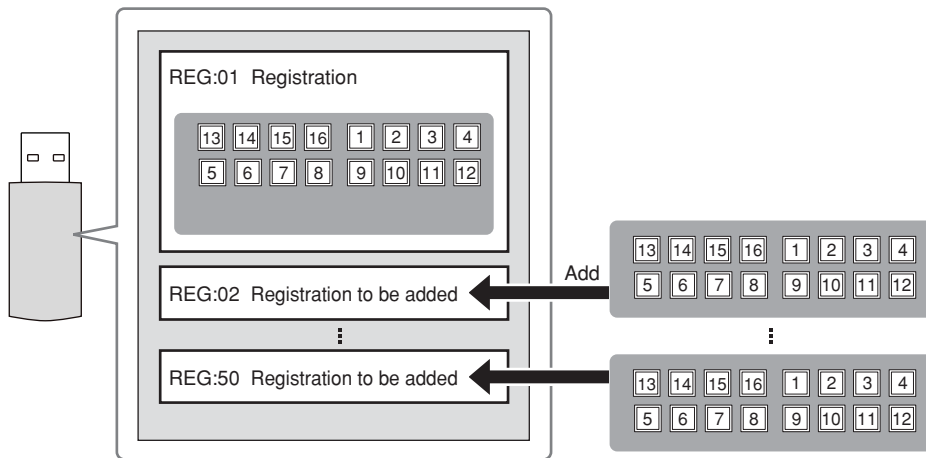 REG:01 Registration
13 14 15 16 1 2 3 4
5 6 7 8 9 10 11 12
Add
REG:02 Registration to be added
13 14 15 16 1 2 3 4
5 6 7 8 9 10 11 12
REG:50 Registration to be added
13 14 15 16 1 2 3 4
5 6 7 8 9 10 11 12